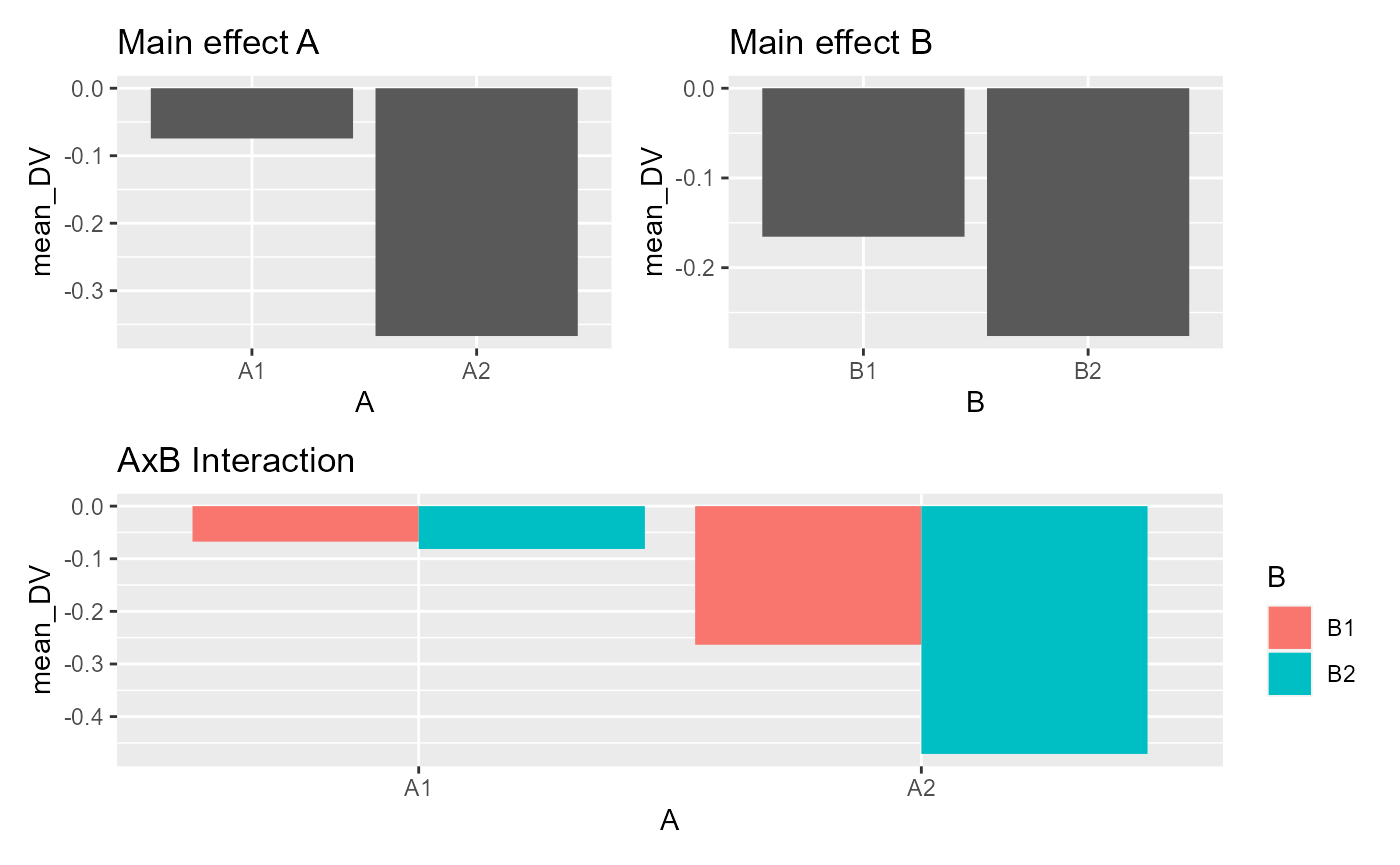 Main effect A
0.0
-0.1
-0.2
-0.3
mean_DV
A1 A2
A
Main effect B
0.0
-0.1
-0.2
mean_DV
B1 B2
B
AxB Interaction
0.0
-0.1
-0.2
-0.3
-0.4
mean_DV
A1 A2
A
B
B1
B2